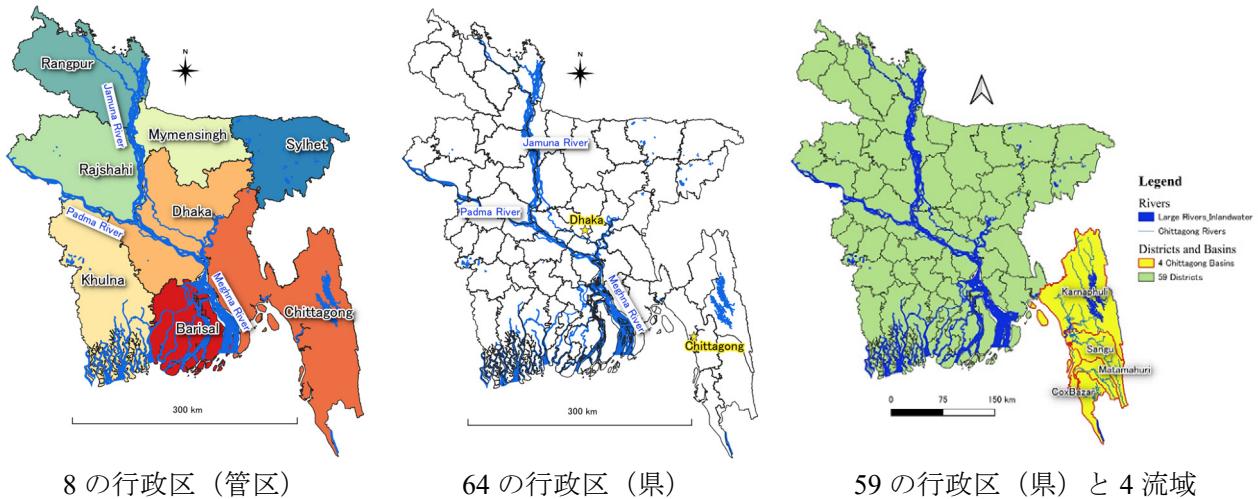 N
Rangpur
Jamuna River
Mymensingh
Sylhet
Rajshahi
Dhaka
Padma River
Khulna
Meghna River
Barisal
Chittagong
300 km
8 の行政区（管区）
N
Jamuna River
Padma River
Dhaka
Meghna River
Chittagong
300 km
64 の行政区（県）
Legend
Rivers
Large Rivers_Inlandwater
Chittagong Rivers
Districts and Basins
4 Chittagong Basins
59 Districts
Karnaphuli
Sangu
Matamahuri
CoxBazar
0 75 150 km
59 の行政区（県）と 4 流域